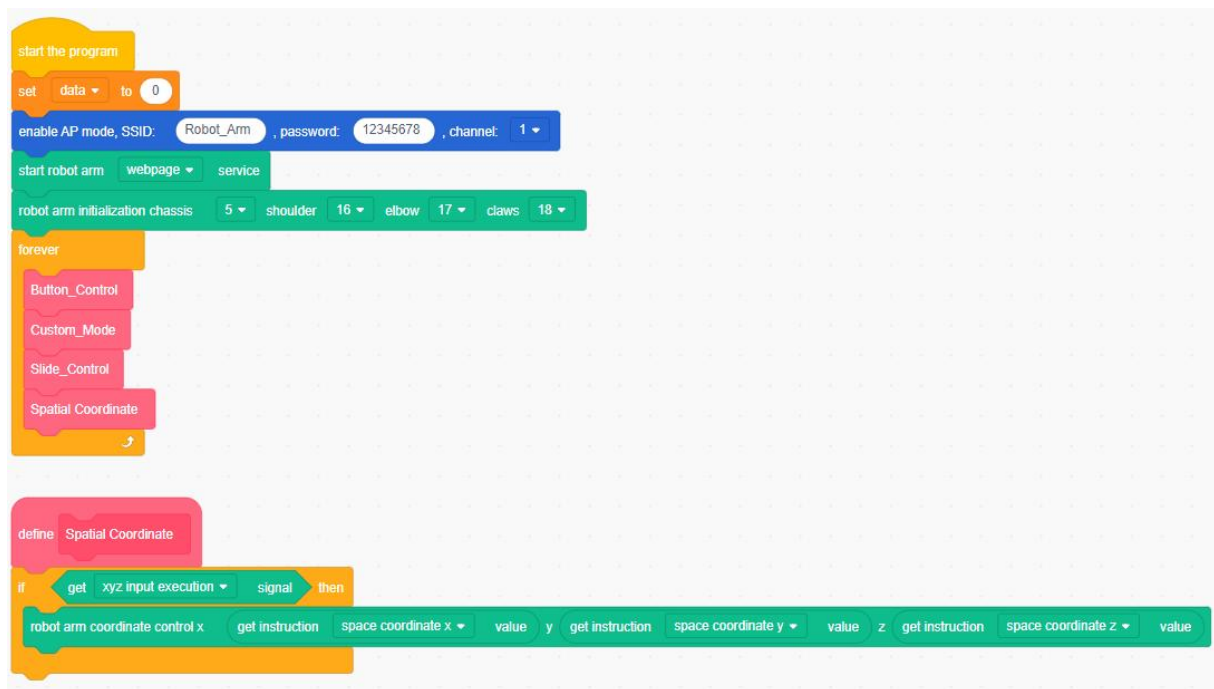 start the program
set data to 0
enable AP mode, SSID: Robot_Arm , password: 12345678 , channel: 1
start robot arm webpage service
robot arm initialization chassis 5 shoulder 16 elbow 17 claws 18
forever
Button_Control
Custom_Mode
Slide_Control
Spatial Coordinate
define Spatial Coordinate
if get xyz input execution signal then
robot arm coordinate control x get instruction space coordinate x value y get instruction space coordinate y value z get instruction space coordinate z value